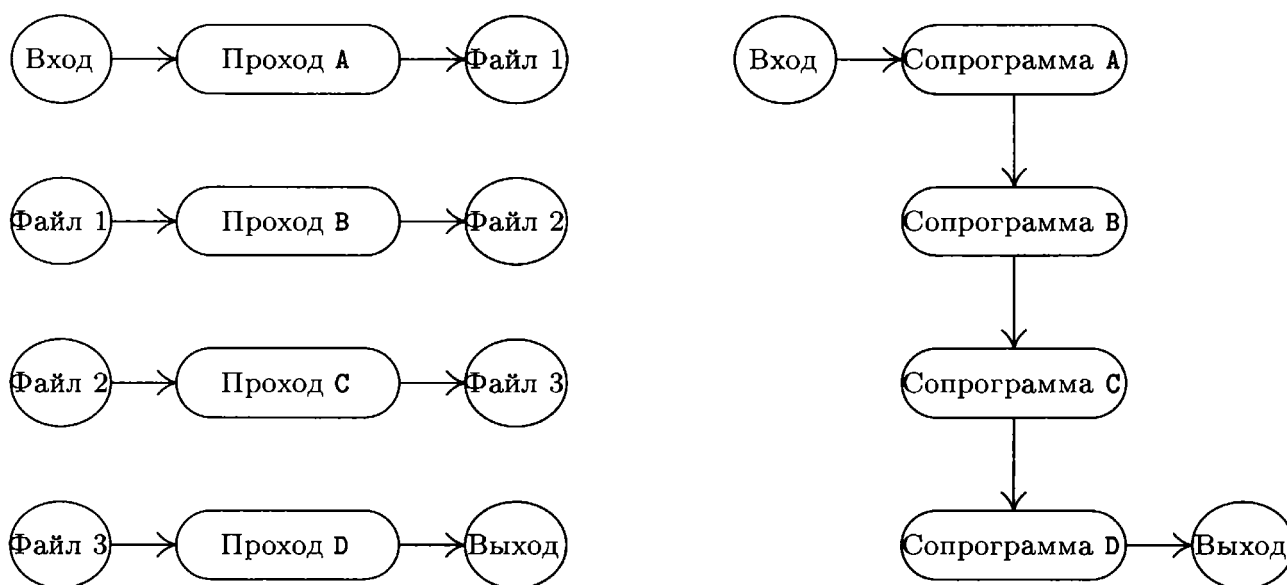 Вход Проход A Файл 1 Вход Сопрограмма A
Файл 1 Проход B Файл 2 Сопрограмма B
Файл 2 Проход C Файл 3 Сопрограмма C
Файл 3 Проход D Выход Сопрограмма D Выход